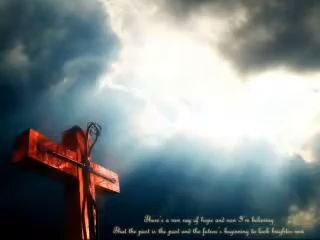 There's a new ray of hope and now I'm believing
That the past is the past and the future's beginning to look brighter now